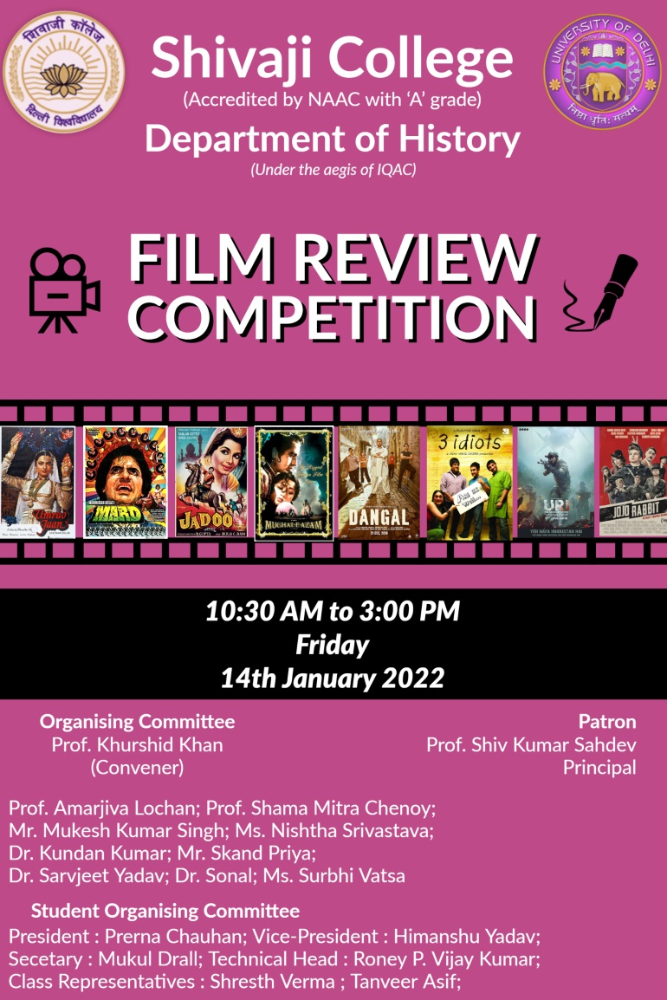 शिवाजी कॉलेज
दिल्ली विश्वविद्यालय
UNIVERSITY OF DELHI
निष्ठा धृति: सत्यम्
Shivaji College
(Accredited by NAAC with ‘A’ grade)
Department of History
(Under the aegis of IQAC)
FILM REVIEW
COMPETITION
Umrao
Jaan
MARD
JADOO
MUGHAL-E-AZAM
DANGAL
3 idiots
URI
YEH NAYA HINDUSTAN HAI
JOJO RABBIT
10:30 AM to 3:00 PM
Friday
14th January 2022
Organising Committee
Prof. Khurshid Khan
(Convener)
Patron
Prof. Shiv Kumar Sahdev
Principal
Prof. Amarjiva Lochan; Prof. Shama Mitra Chenoy;
Mr. Mukesh Kumar Singh; Ms. Nishtha Srivastava;
Dr. Kundan Kumar; Mr. Skand Priya;
Dr. Sarvjeet Yadav; Dr. Sonal; Ms. Surbhi Vatsa
Student Organising Committee
President : Prerna Chauhan; Vice-President : Himanshu Yadav;
Secetary : Mukul Drall; Technical Head : Roney P. Vijay Kumar;
Class Representatives : Shresth Verma ; Tanveer Asif;